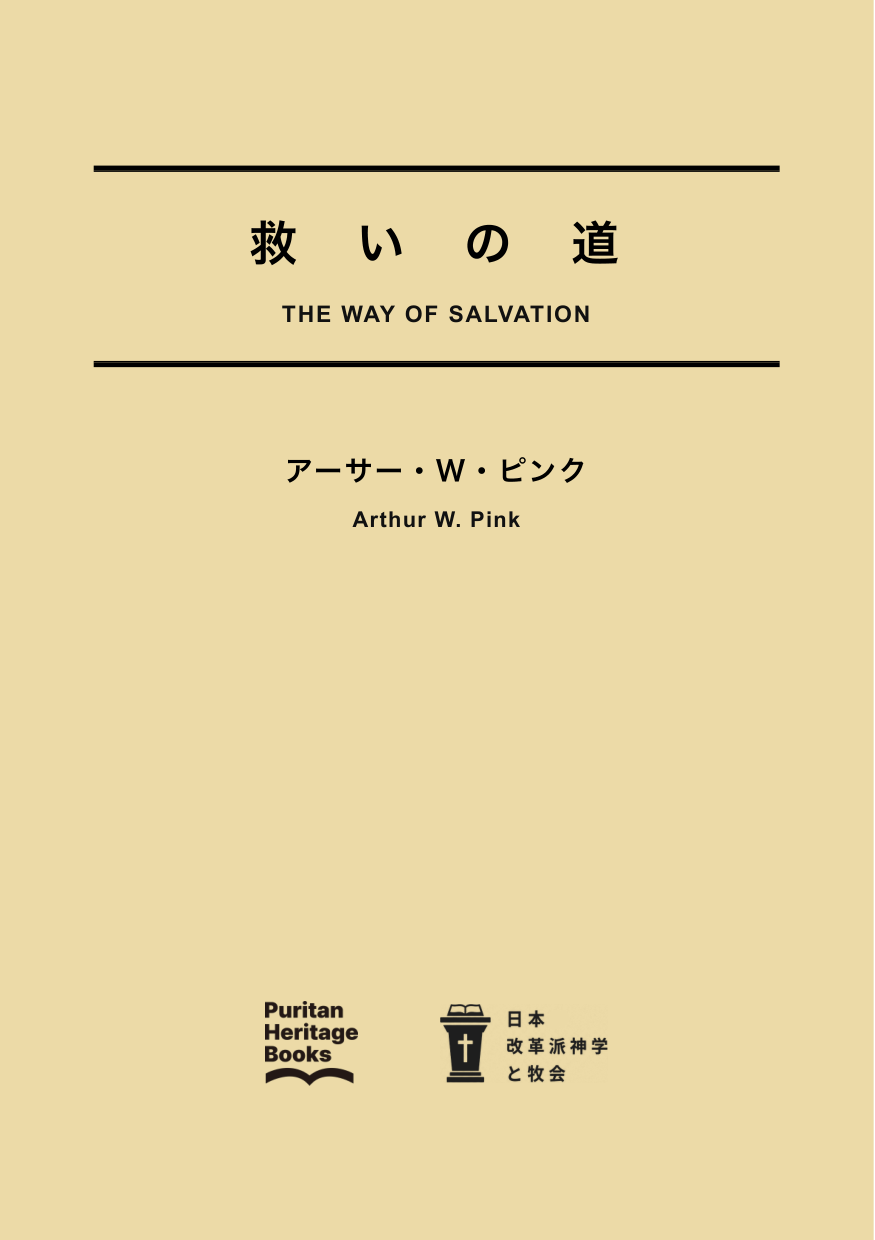 救いの道
THE WAY OF SALVATION
アーサー・W・ピンク
Arthur W. Pink
Puritan
Heritage
Books
日本
改革派神学
と牧会